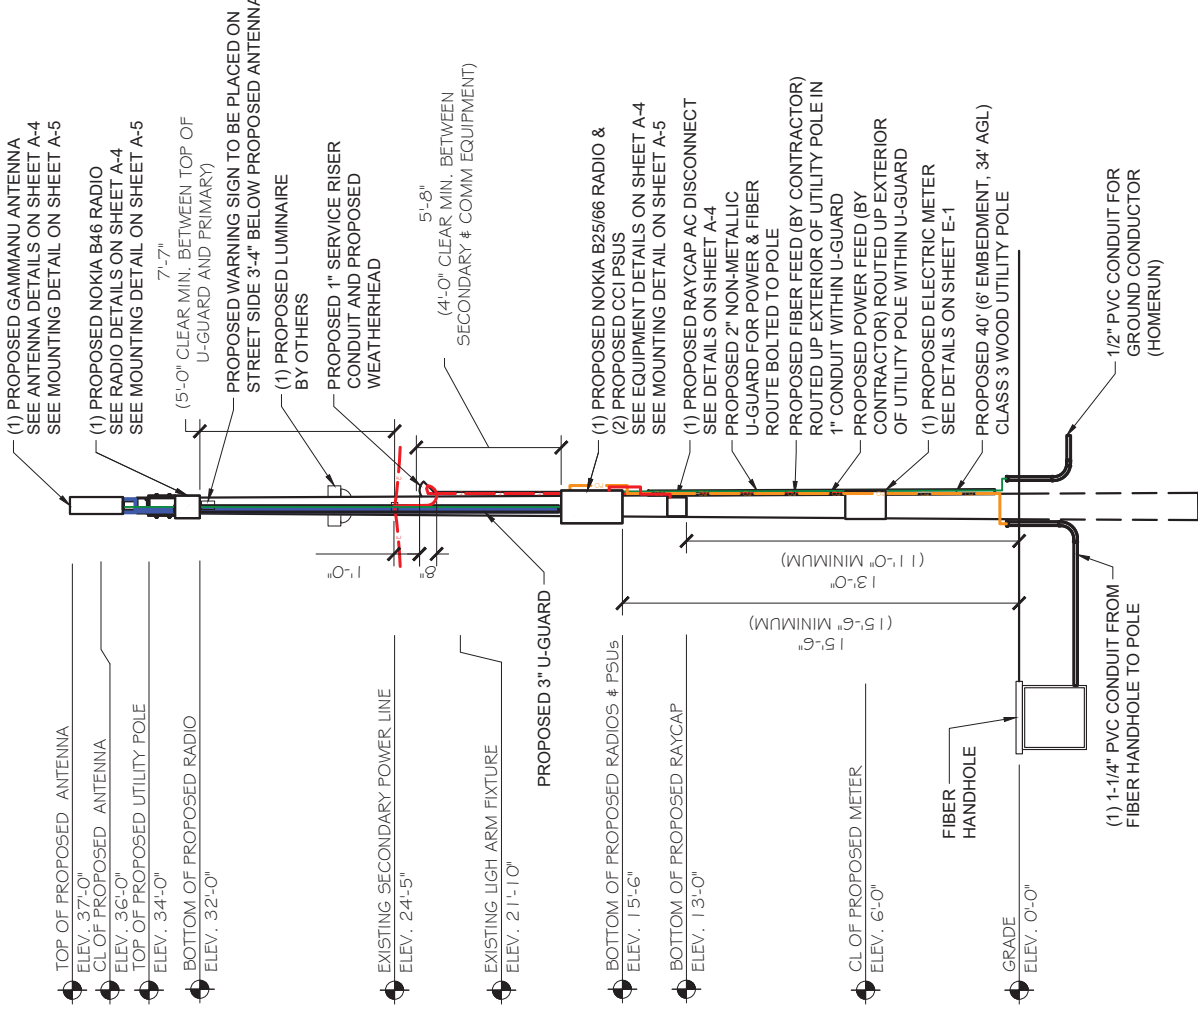 (1) PROPOSED GAMMANU ANTENNA
SEE ANTENNA DETAILS ON SHEET A-4
SEE MOUNTING DETAIL ON SHEET A-5
(1) PROPOSED NOKIA B46 RADIO
SEE RADIO DETAILS ON SHEET A-4
SEE MOUNTING DETAIL ON SHEET A-5
7'-7"
(5'-0" CLEAR MIN. BETWEEN TOP OF
U-GUARD AND PRIMARY)
PROPOSED WARNING SIGN TO BE PLACED ON
STREET SIDE 3'-4" BELOW PROPOSED ANTENNA
(1) PROPOSED LUMINAIRE
BY OTHERS
PROPOSED 1" SERVICE RISER
CONDUIT AND PROPOSED
WEATHERHEAD
5'-8"
(4'-0" CLEAR MIN. BETWEEN
SECONDARY & COMM EQUIPMENT)
(1) PROPOSED NOKIA B25/66 RADIO &
(2) PROPOSED CCI PSUS
SEE EQUIPMENT DETAILS ON SHEET A-4
SEE MOUNTING DETAIL ON SHEET A-5
(1) PROPOSED RAYCAP AC DISCONNECT
SEE DETAILS ON SHEET A-4
PROPOSED 2" NON-METALLIC
U-GUARD FOR POWER & FIBER
ROUTE BOLTED TO POLE
PROPOSED FIBER FEED (BY CONTRACTOR)
ROUTED UP EXTERIOR OF UTILITY POLE IN
1" CONDUIT WITHIN U-GUARD
PROPOSED POWER FEED (BY
CONTRACTOR) ROUTED UP EXTERIOR
OF UTILITY POLE WITHIN U-GUARD
(1) PROPOSED ELECTRIC METER
SEE DETAILS ON SHEET E-1
PROPOSED 40' (6' EMBEDMENT, 34' AGL)
CLASS 3 WOOD UTILITY POLE
1/2" PVC CONDUIT FOR
GROUND CONDUCTOR
(HOMERUN)
1'-0"
8"
PROPOSED 3" U-GUARD
13'-0"
(11'-0" MINIMUM)
15'-6"
(15'-6" MINIMUM)
FIBER
HANDHOLE
(1) 1-1/4" PVC CONDUIT FROM
FIBER HANDHOLE TO POLE
TOP OF PROPOSED ANTENNA
ELEV. 37'-0"
CL OF PROPOSED ANTENNA
ELEV. 36'-0"
TOP OF PROPOSED UTILITY POLE
ELEV. 34'-0"
BOTTOM OF PROPOSED RADIO
ELEV. 32'-0"
EXISTING SECONDARY POWER LINE
ELEV. 24'-5"
EXISTING LIGH ARM FIXTURE
ELEV. 21'-10"
BOTTOM OF PROPOSED RADIOS & PSUs
ELEV. 15'-6"
BOTTOM OF PROPOSED RAYCAP
ELEV. 13'-0"
CL OF PROPOSED METER
ELEV. 6'-0"
GRADE
ELEV. 0'-0"